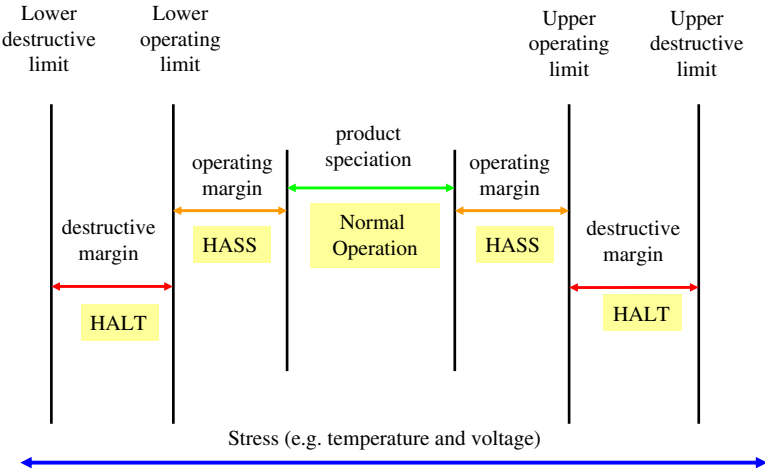 Lower
destructive
limit
Lower
operating
limit
Upper
operating
limit
Upper
destructive
limit
product
speciation
operating
margin
operating
margin
Normal
Operation
HASS
HASS
destructive
margin
destructive
margin
HALT
HALT
Stress (e.g. temperature and voltage)